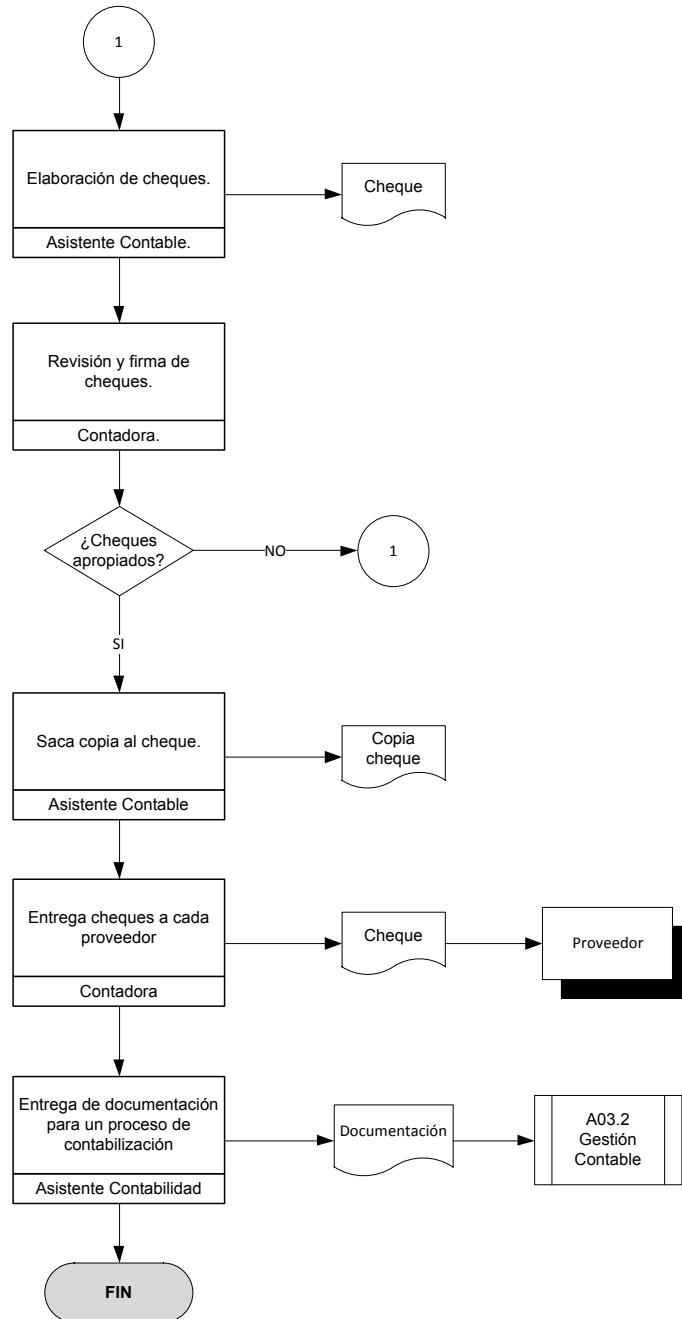 1
Elaboración de cheques.
Asistente Contable.
Cheque
Revisión y firma de
cheques.
Contadora.
¿Cheques
apropiados?
NO
1
SI
Saca copia al cheque.
Asistente Contable
Copia
cheque
Entrega cheques a cada
proveedor
Contadora
Cheque
Proveedor
Entrega de documentación
para un proceso de
contabilización
Asistente Contabilidad
Documentación
A03.2
Gestión
Contable
FIN